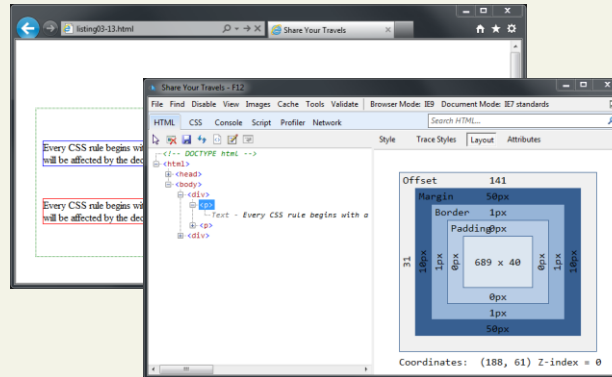 listing03-13.html
Share Your Travels
Every CSS rule begins wit
will be affected by the dec
Every CSS rule begins wit
will be affected by the dec
Share Your Travels - F12
File Find Disable View Images Cache Tools Validate Browser Mode: IE9 Document Mode: IE7 standards
HTML CSS Console Script Profiler Network Search HTML...
Style Trace Styles Layout Attributes
<!-- DOCTYPE html -->
<html>
<head>
<body>
<div>
<p>
Text - Every CSS rule begins with a
<p>
<div>
Offset 141
Margin 50px
Border 1px
Padding 0px
31 10px 1px 0px 689 x 40 0px 1px 10px
0px
1px
50px
Coordinates: (188, 61) Z-index = 0